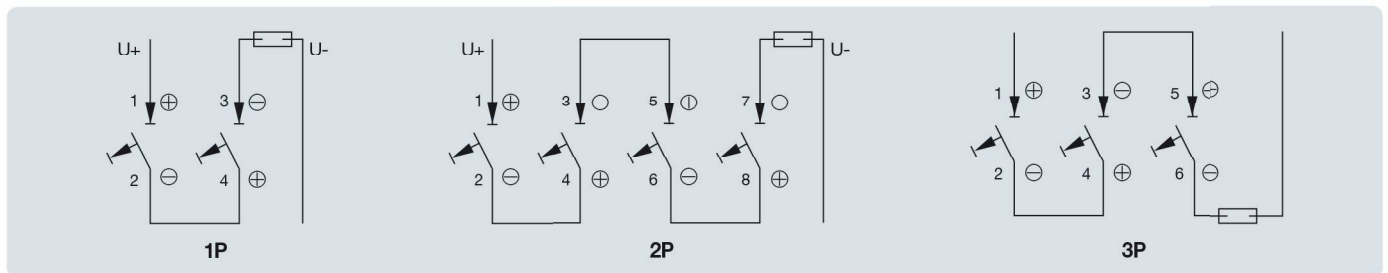 U+ U- U+ U-
1 ⊕ 3 ⊖ 1 ⊕ 3 ○ 5 ⦶ 7 ○ 1 ⊕ 3 ⊖ 5 ⊕
2 ⊖ 4 ⊕ 2 ⊖ 4 ⊕ 6 ⊖ 8 ⊕ 2 ⊖ 4 ⊕ 6 ⊖
1P 2P 3P